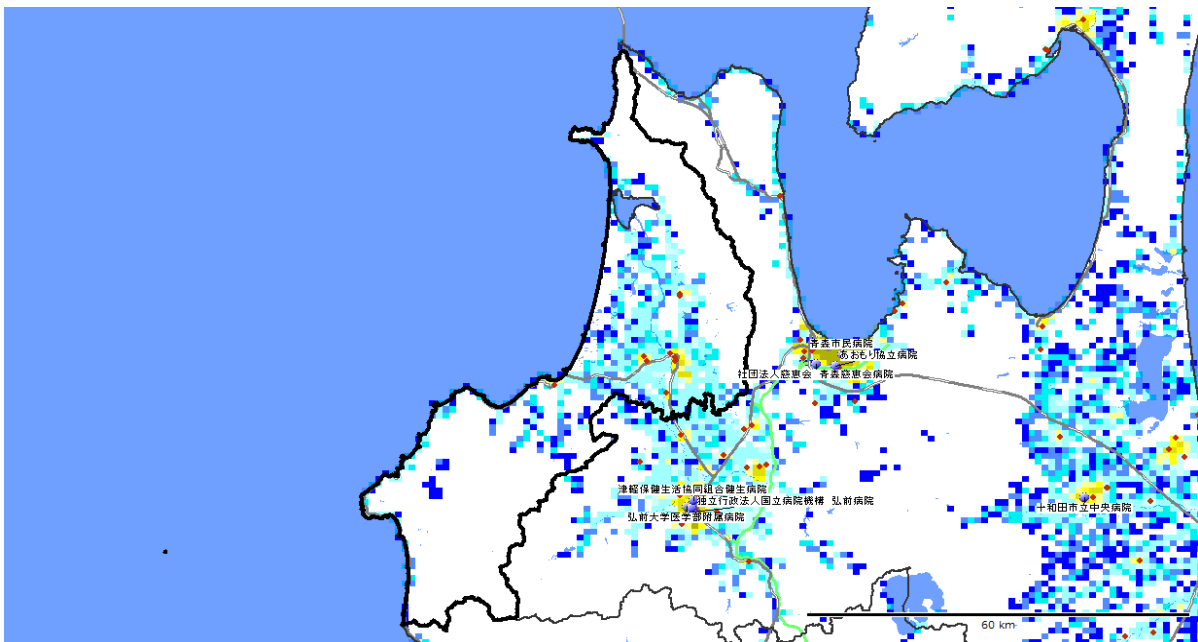 青森市民病院
あおもり協立病院
社団法人慈恵会 青森慈恵会病院
津軽保健生活協同組合健生病院
独立行政法人国立病院機構 弘前病院
弘前大学医学部附属病院
十和田市立中央病院
60 km